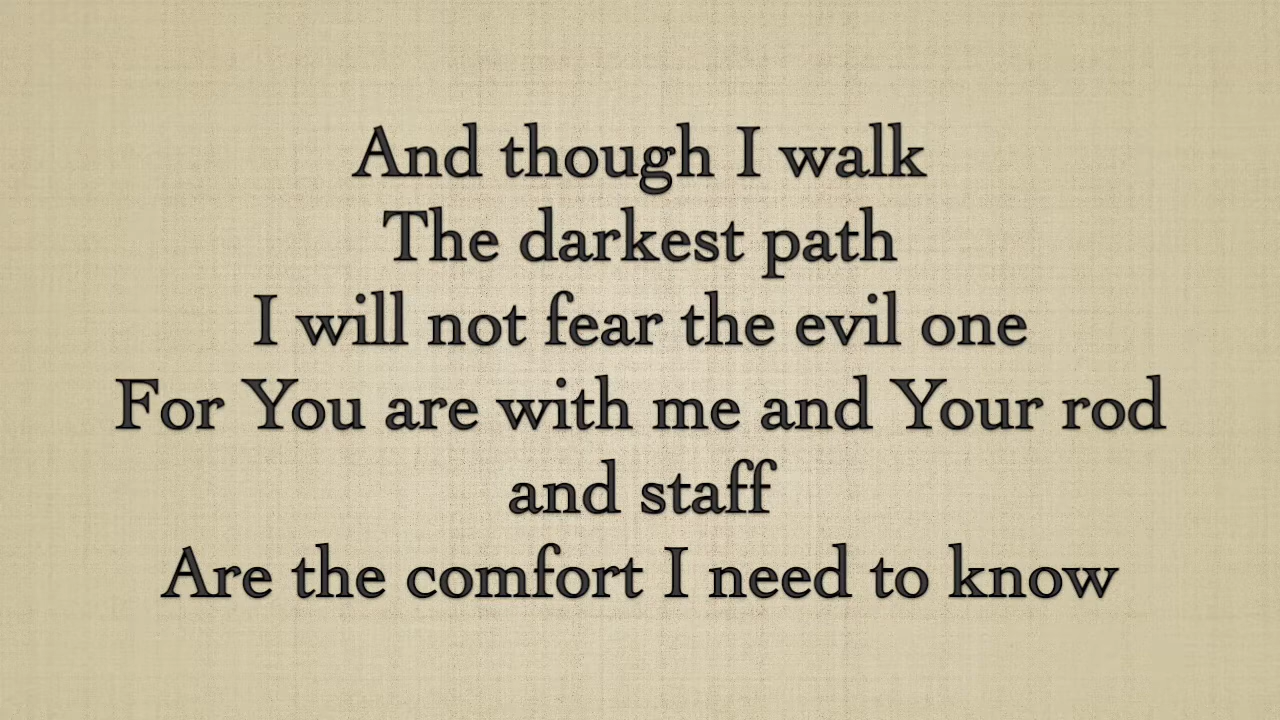 And though I walk
The darkest path
I will not fear the evil one
For You are with me and Your rod
and staff
Are the comfort I need to know